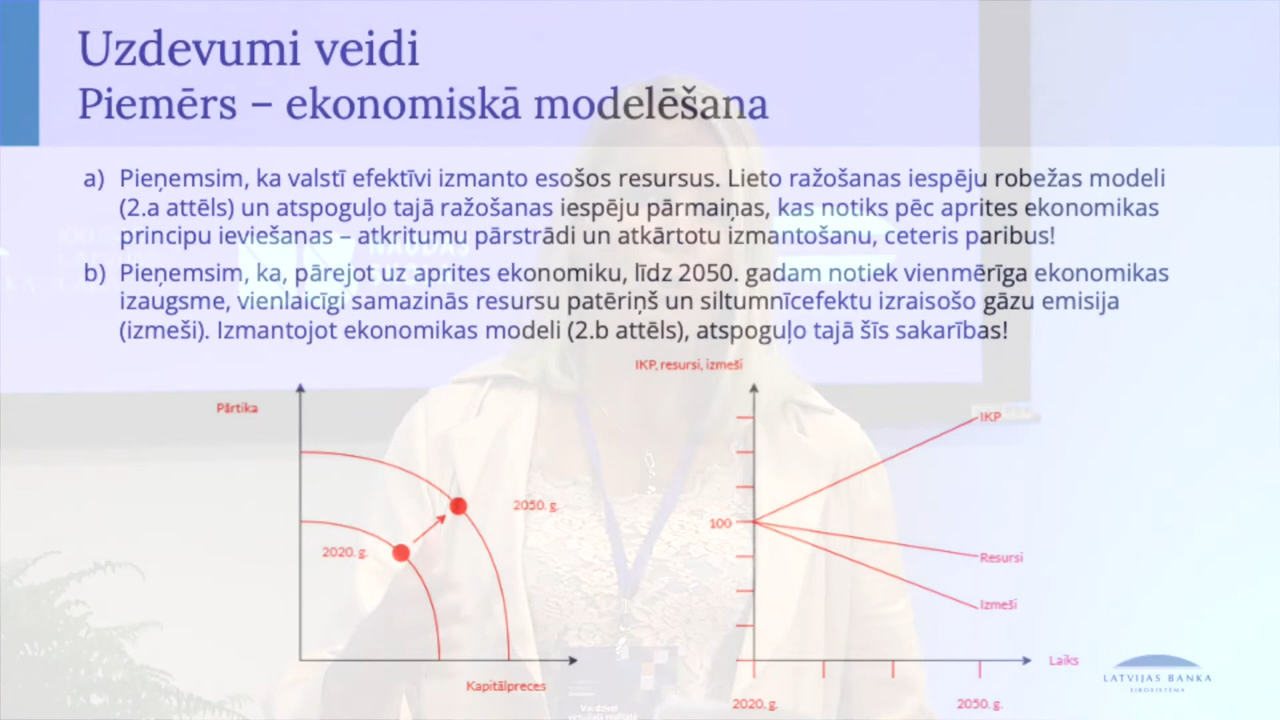 Uzdevumi veidi
Piemērs – ekonomiskā modelēšana
a) Pieņemsim, ka valstī efektīvi izmanto esošos resursus. Lieto ražošanas iespēju robežas modeli
(2.a attēls) un atspoguļo tajā ražošanas iespēju pārmaiņas, kas notiks pēc aprites ekonomikas
principu ieviešanas – atkritumu pārstrādi un atkārtotu izmantošanu, ceteris paribus!
b) Pieņemsim, ka, pārejot uz aprites ekonomiku, līdz 2050. gadam notiek vienmērīga ekonomikas
izaugsme, vienlaicīgi samazinās resursu patēriņš un siltumnīcefektu izraisošo gāzu emisija
(izmeši). Izmantojot ekonomikas modeli (2.b attēls), atspoguļo tajā šīs sakarības!
Pārtika
2050. g.
2020. g.
Kapitālpreces
IKP, resursi, izmeši
IKP
100
Resursi
Izmeši
Laiks
2020. g.
2050. g.
LATVIJAS BANKA
EIROSISTĒMA